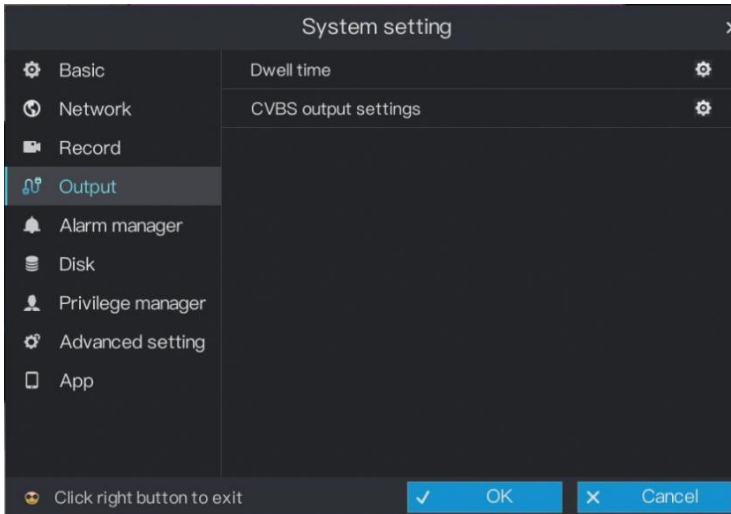 System setting
Basic
Network
Record
Output
Alarm manager
Disk
Privilege manager
Advanced setting
App
Dwell time
CVBS output settings
Click right button to exit
OK
Cancel